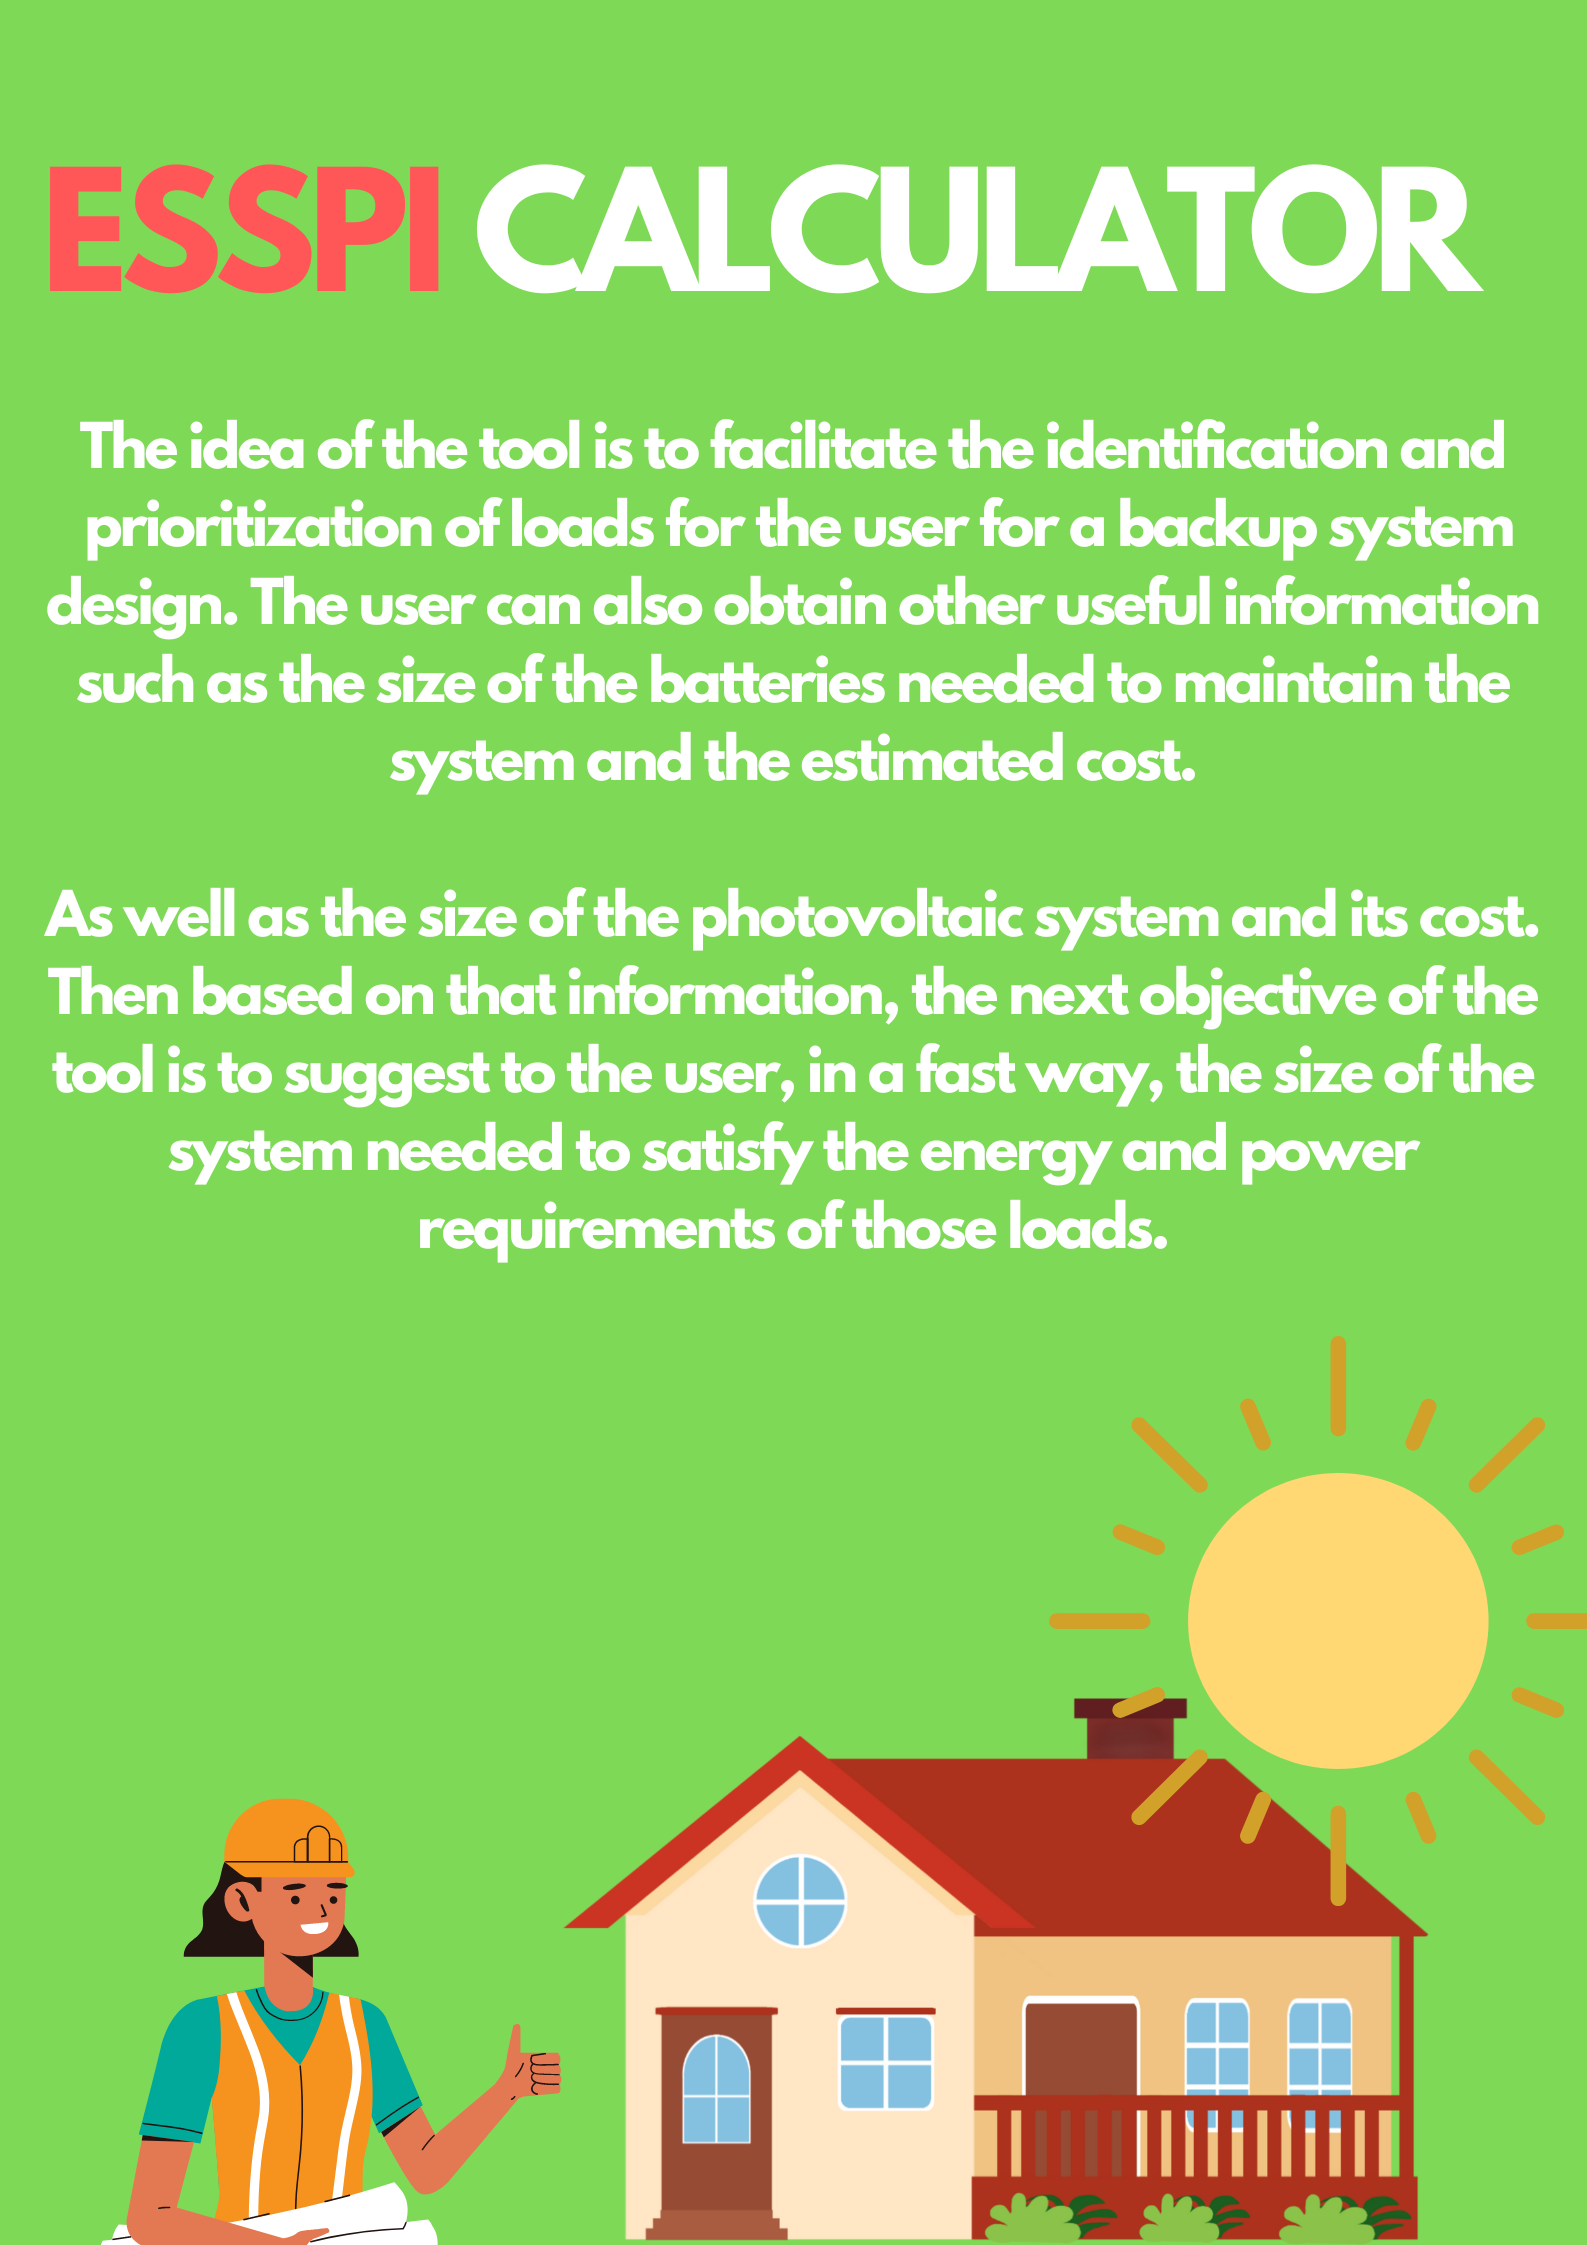 ESSPI CALCULATOR
The idea of the tool is to facilitate the identification and
prioritization of loads for the user for a backup system
design. The user can also obtain other useful information
such as the size of the batteries needed to maintain the
system and the estimated cost.
As well as the size of the photovoltaic system and its cost.
Then based on that information, the next objective of the
tool is to suggest to the user, in a fast way, the size of the
system needed to satisfy the energy and power
requirements of those loads.